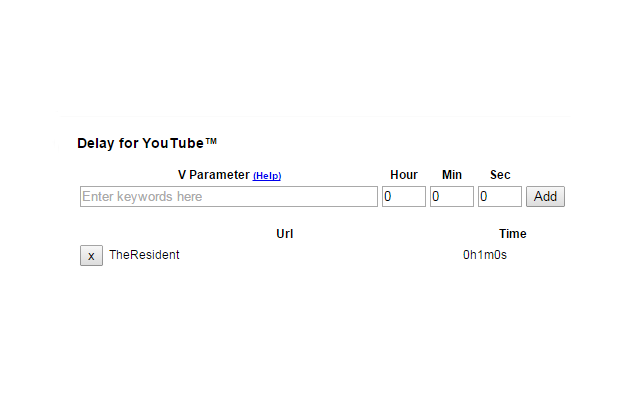 Delay for YouTube™
V Parameter (Help) Hour Min Sec
Enter keywords here 0 0 0 Add
Url Time
x TheResident 0h1m0s